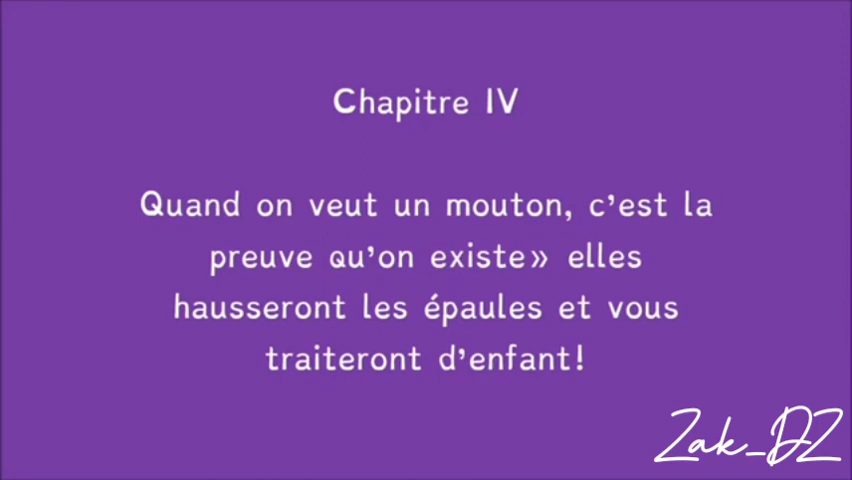 Chapitre IV
Quand on veut un mouton, c'est la
preuve qu'on existe» elles
hausseront les épaules et vous
traiteront d'enfant!
Zak_DZ